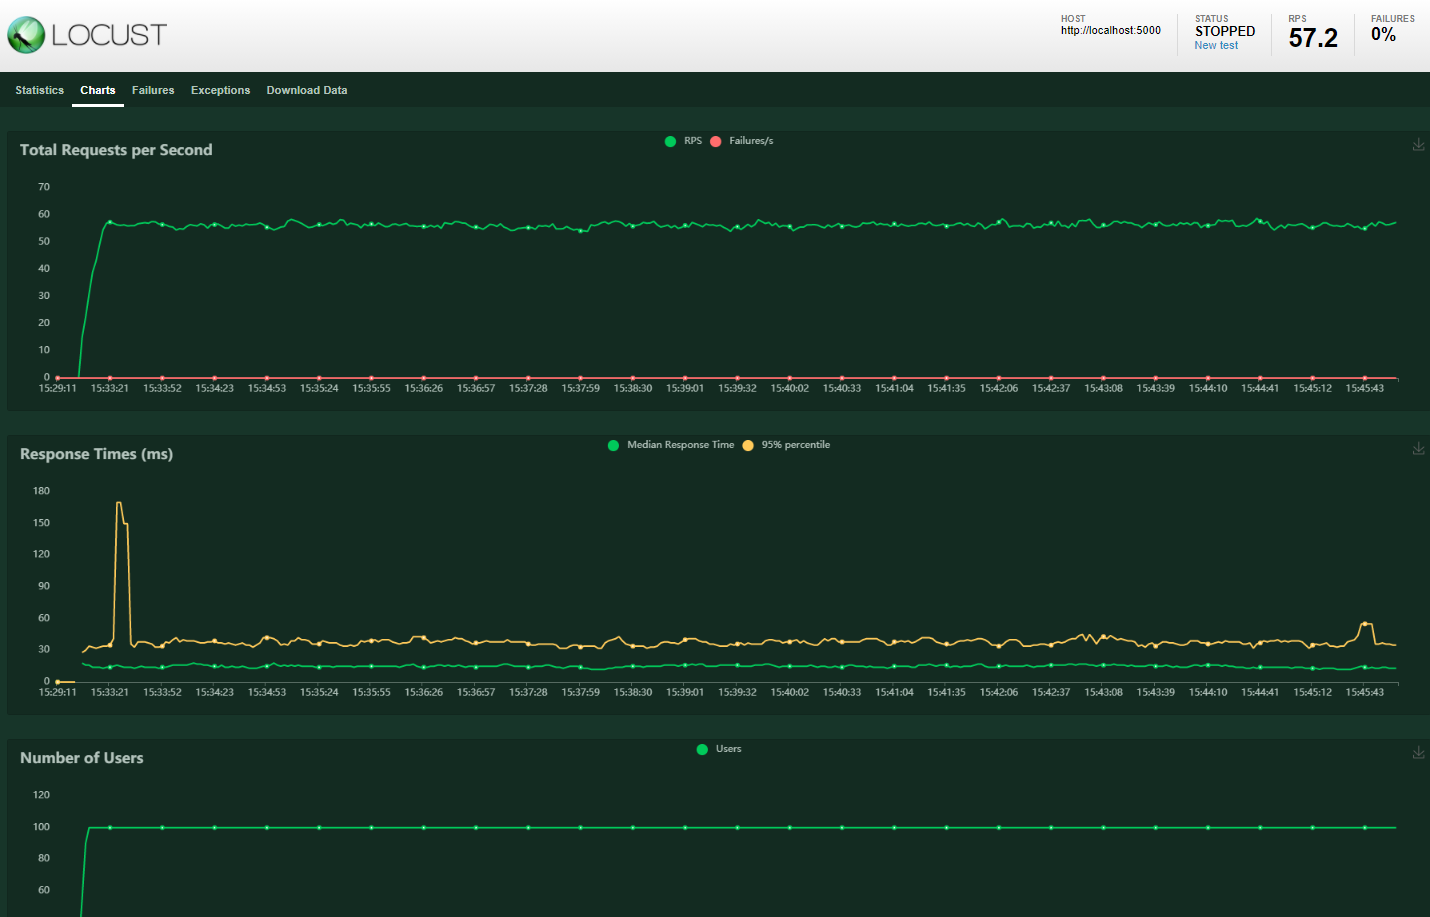 LOCUST
HOST
http://localhost:5000
STATUS
STOPPED
New test
RPS
57.2
FAILURES
0%
Statistics Charts Failures Exceptions Download Data
Total Requests per Second
RPS Failures/s
70
60
50
40
30
20
10
0
15:29:11 15:33:21 15:33:52 15:34:23 15:34:53 15:35:24 15:35:55 15:36:26 15:36:57 15:37:28 15:37:59 15:38:30 15:39:01 15:39:32 15:40:02 15:40:33 15:41:04 15:41:35 15:42:06 15:42:37 15:43:08 15:43:39 15:44:10 15:44:41 15:45:12 15:45:43
Response Times (ms)
Median Response Time 95% percentile
180
150
120
90
60
30
0
15:29:11 15:33:21 15:33:52 15:34:23 15:34:53 15:35:24 15:35:55 15:36:26 15:36:57 15:37:28 15:37:59 15:38:30 15:39:01 15:39:32 15:40:02 15:40:33 15:41:04 15:41:35 15:42:06 15:42:37 15:43:08 15:43:39 15:44:10 15:44:41 15:45:12 15:45:43
Number of Users
Users
120
100
80
60